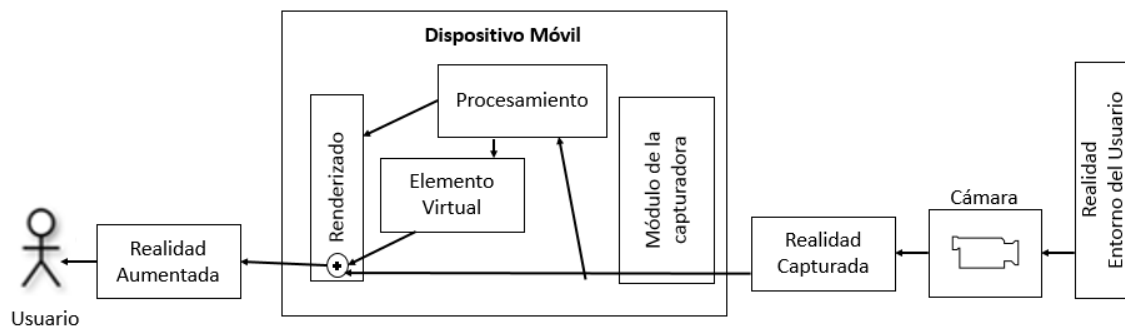 Dispositivo Móvil
Procesamiento
Renderizado
Elemento
Virtual
Módulo de la
capturadora
Realidad
Entorno del Usuario
Cámara
Realidad
Capturada
Realidad
Aumentada
Usuario